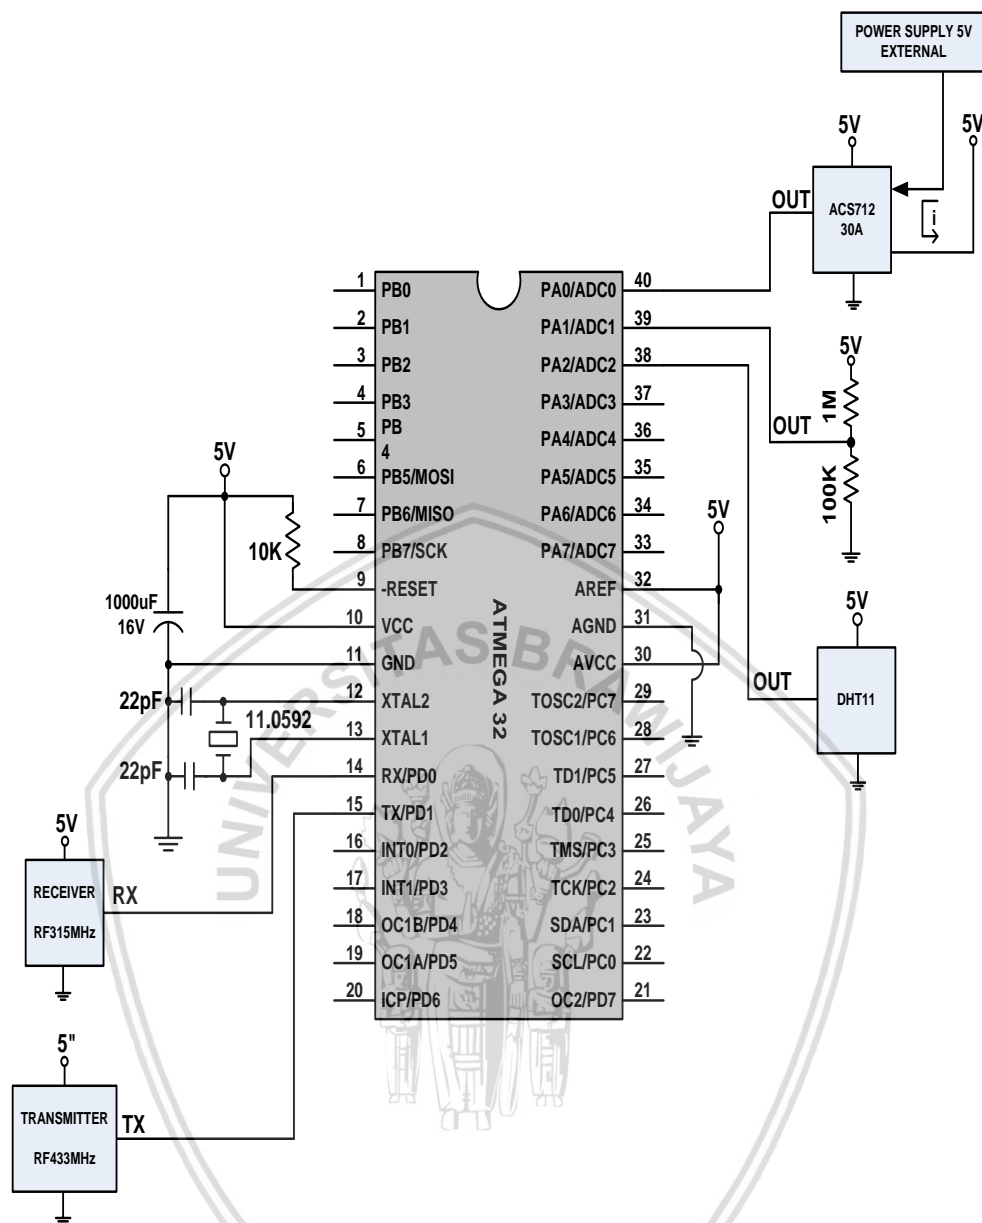 POWER SUPPLY 5V
EXTERNAL
5V
5V
OUT
ACS712
30A
i
1
PB0
PA0/ADC0
40
2
PB1
PA1/ADC1
39
3
PB2
PA2/ADC2
38
4
PB3
PA3/ADC3
37
5
PB
4
PA4/ADC4
36
6
PB5/MOSI
PA5/ADC5
35
7
PB6/MISO
PA6/ADC6
34
8
PB7/SCK
PA7/ADC7
33
9
-RESET
AREF
32
10
VCC
AGND
31
11
GND
AVCC
30
12
XTAL2
TOSC2/PC7
29
13
XTAL1
TOSC1/PC6
28
14
RX/PD0
TD1/PC5
27
15
TX/PD1
TD0/PC4
26
16
INT0/PD2
TMS/PC3
25
17
INT1/PD3
TCK/PC2
24
18
OC1B/PD4
SDA/PC1
23
19
OC1A/PD5
SCL/PC0
22
20
ICP/PD6
OC2/PD7
21
ATMEGA 32
5V
1M
OUT
100K
5V
5V
OUT
DHT11
5V
10K
1000uF
16V
22pF
11.0592
22pF
5V
RECEIVER
RF315MHz
RX
5"
TRANSMITTER
RF433MHz
TX
UNIVERSITAS BRAWIJAYA